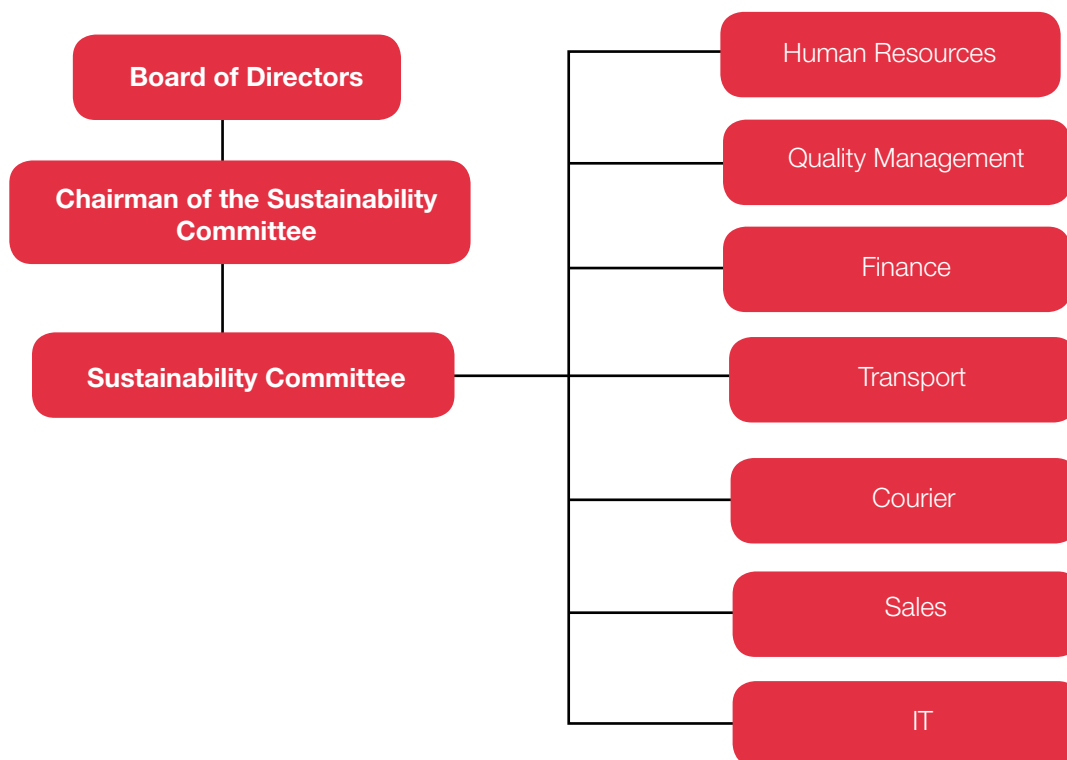 Board of Directors
Chairman of the Sustainability
Committee
Sustainability Committee
Human Resources
Quality Management
Finance
Transport
Courier
Sales
IT